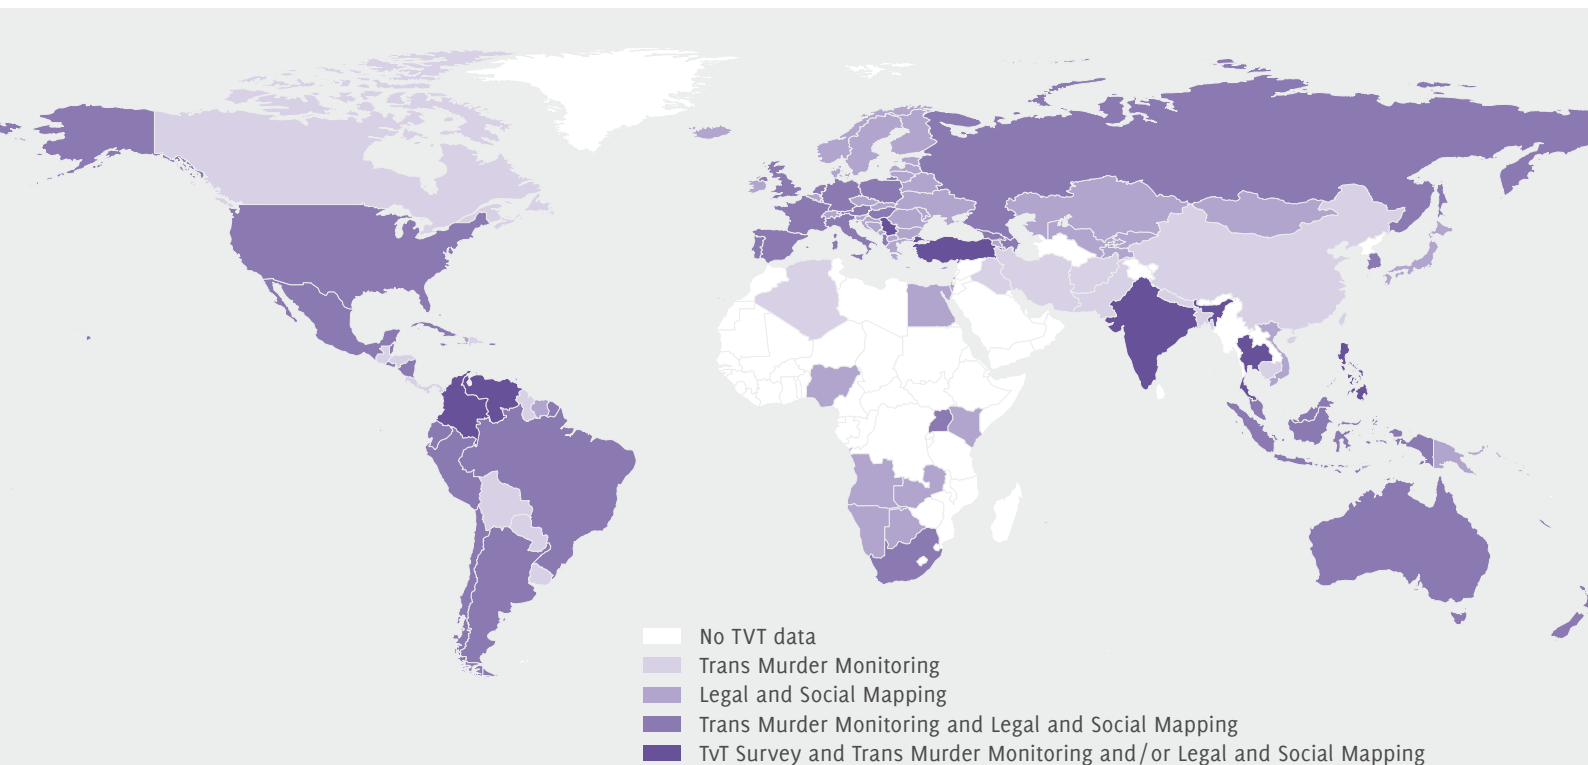 No TVT data
Trans Murder Monitoring
Legal and Social Mapping
Trans Murder Monitoring and Legal and Social Mapping
TvT Survey and Trans Murder Monitoring and/or Legal and Social Mapping